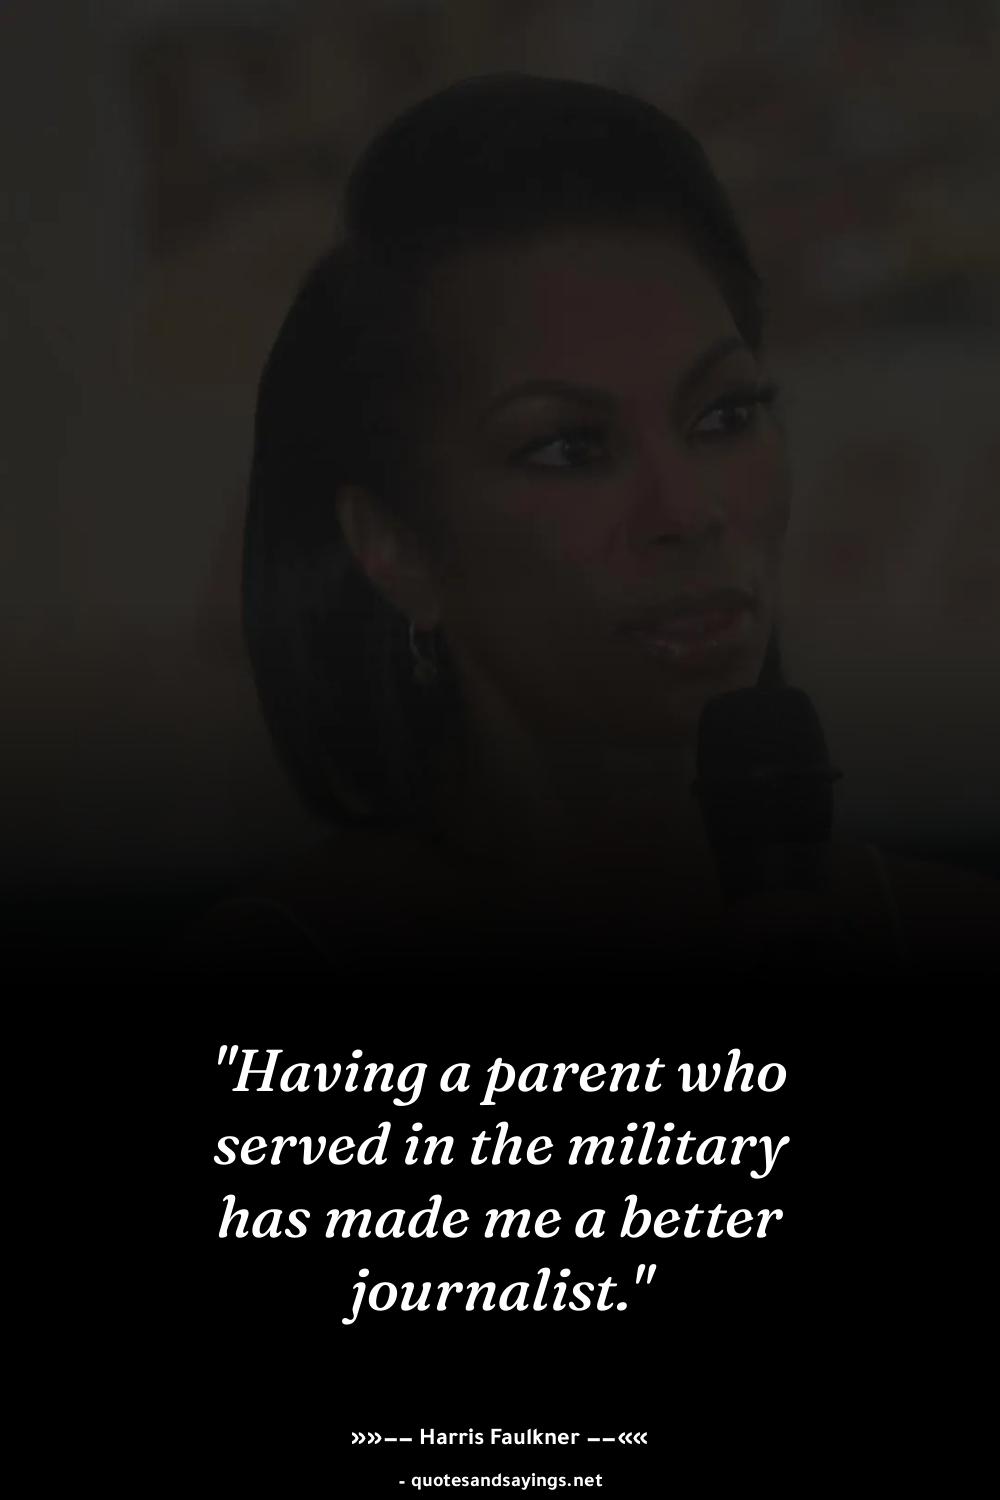 "Having a parent who
served in the military
has made me a better
journalist."
»»–– Harris Faulkner ––««
- quotesandsayings.net